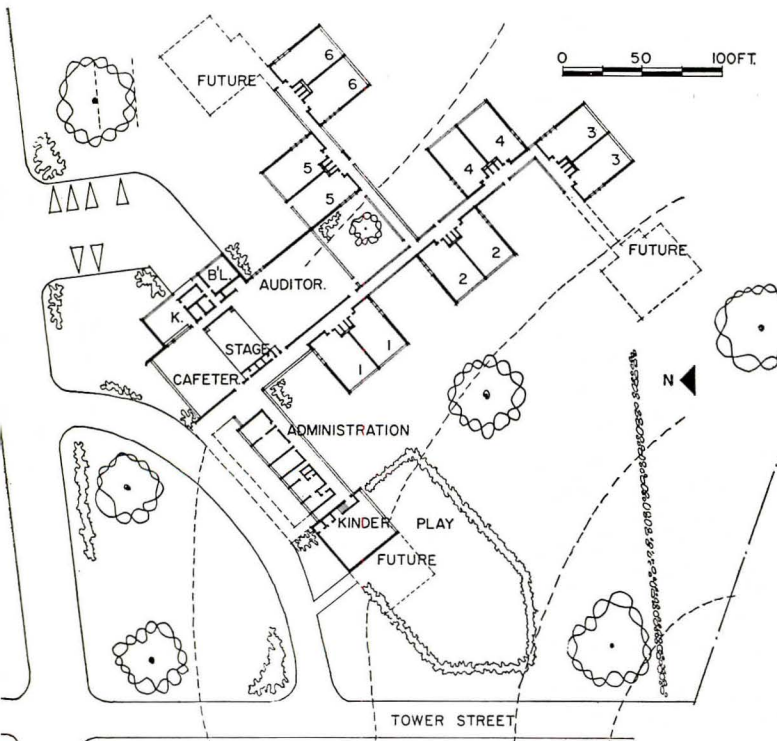 0 50 100FT.
6
FUTURE
6
4
3
4
3
5
5
2
FUTURE
2
B'L.
AUDITOR.
K.
STAGE
1
1
CAFETER.
N
ADMINISTRATION
KINDER
PLAY
FUTURE
TOWER STREET